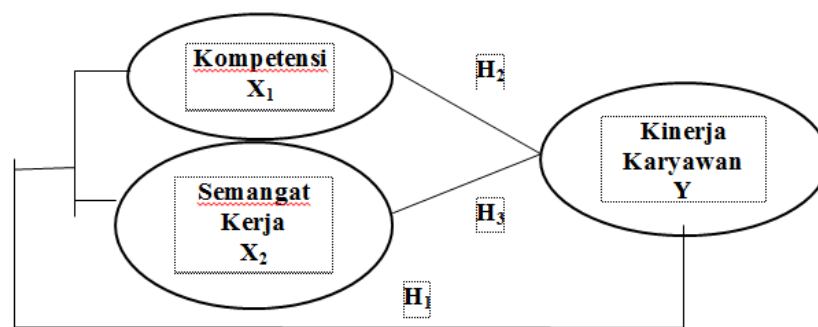 Kompetensi
X₁
H₂
Kinerja
Karyawan
Y
Semangat
Kerja
X₂
H₃
H₁